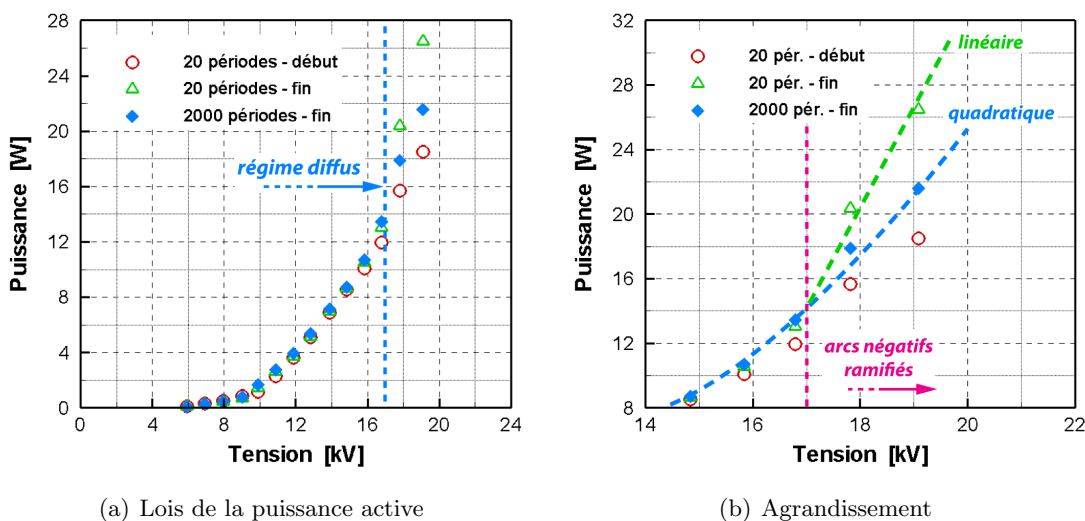 28
24
20
16
12
8
4
0
Puissance [W]
20 périodes - début
20 périodes - fin
2000 périodes - fin
régime diffus
0 4 8 12 16 20 24
Tension [kV]
(a) Lois de la puissance active
32
28
24
20
16
12
8
Puissance [W]
20 pér. - début
20 pér. - fin
2000 pér. - fin
linéaire
quadratique
arcs négatifs
ramifiés
14 16 18 20 22
Tension [kV]
(b) Agrandissement